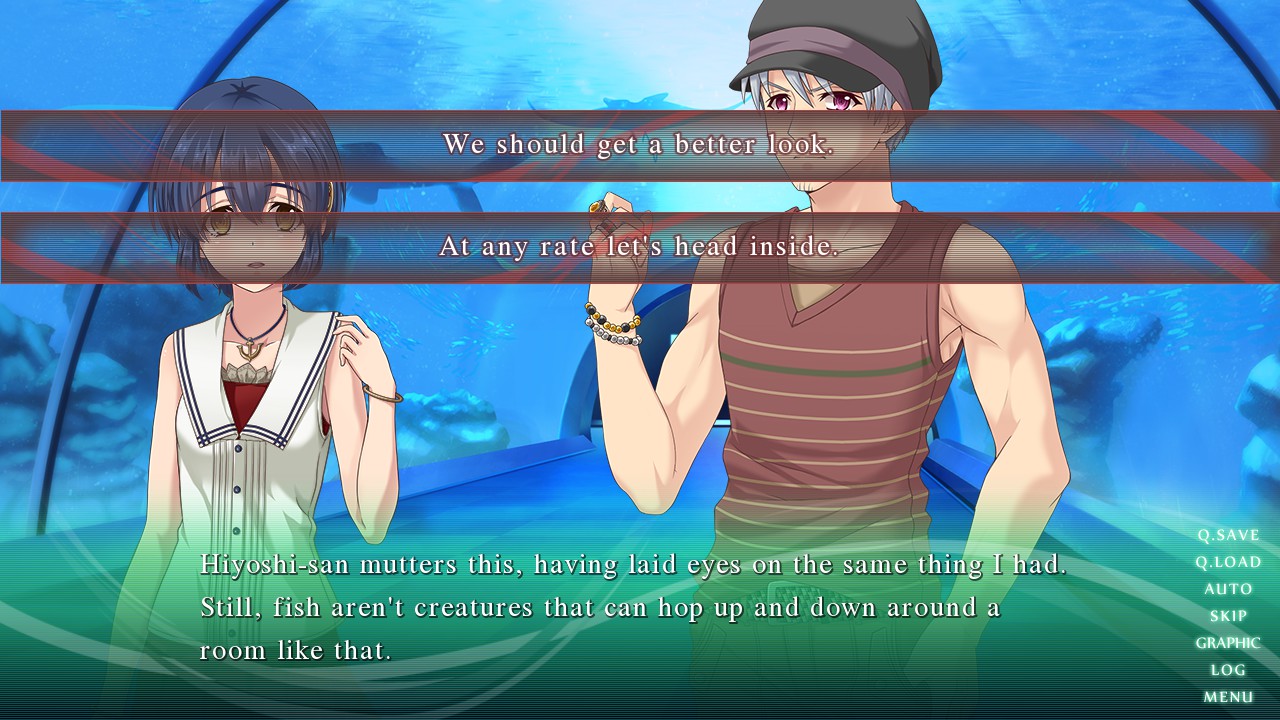 We should get a better look.
At any rate let's head inside.
Hiyoshi-san mutters this, having laid eyes on the same thing I had.
Still, fish aren't creatures that can hop up and down around a
room like that.
Q.SAVE
Q.LOAD
AUTO
SKIP
GRAPHIC
LOG
MENU